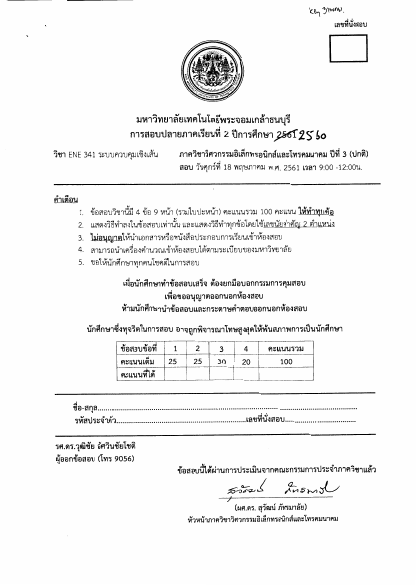 เลขที่นั่งสอบ
มหาวิทยาลัยเทคโนโลยีพระจอมเกล้าธนบุรี
การสอบปลายภาคเรียนที่ 2 ปีการศึกษา 2561 2560
วิชา ENE 341 ระบบควบคุมเชิงเส้น ภาควิชาวิศวกรรมอิเล็กทรอนิกส์และโทรคมนาคม ปีที่ 3 (ปกติ)
สอบ วันศุกร์ที่ 18 พฤษภาคม พ.ศ. 2561 เวลา 9:00 -12:00น.
คำเตือน
1. ข้อสอบวิชานี้มี 4 ข้อ 9 หน้า (รวมใบปะหน้า) คะแนนรวม 100 คะแนน ให้ทำทุกข้อ
2. แสดงวิธีทำลงในข้อสอบเท่านั้น และแสดงวิธีทำทุกข้อโดยใช้เลขนัยสำคัญ 2 ตำแหน่ง
3. ไม่อนุญาตให้นำเอกสารหรือหนังสือประกอบการเรียนเข้าห้องสอบ
4. สามารถนำเครื่องคำนวณเข้าห้องสอบได้ตามระเบียบของมหาวิทยาลัย
5. ขอให้นักศึกษาทุกคนโชคดีในการสอบ
เมื่อนักศึกษาทำข้อสอบเสร็จ ต้องยกมือบอกกรรมการคุมสอบ
เพื่อขออนุญาตออกนอกห้องสอบ
ห้ามนักศึกษานำข้อสอบและกระดาษคำตอบออกนอกห้องสอบ
นักศึกษาซึ่งทุจริตในการสอบ อาจถูกพิจารณาโทษสูงสุดให้พ้นสภาพการเป็นนักศึกษา
ข้อสอบข้อที่ 1 2 3 4 คะแนนรวม
คะแนนเต็ม 25 25 30 20 100
คะแนนที่ได้
ชื่อ-สกุล
รหัสประจำตัว เลขที่นั่งสอบ
รศ.ดร.วุฒิชัย อัศวินชัยโชติ
ผู้ออกข้อสอบ (โทร 9056)
ข้อสอบนี้ได้ผ่านการประเมินจากคณะกรรมการประจำภาควิชาแล้ว
(ผศ.ดร. สุวัฒน์ ภัทรมาลัย)
หัวหน้าภาควิชาวิศวกรรมอิเล็กทรอนิกส์และโทรคมนาคม